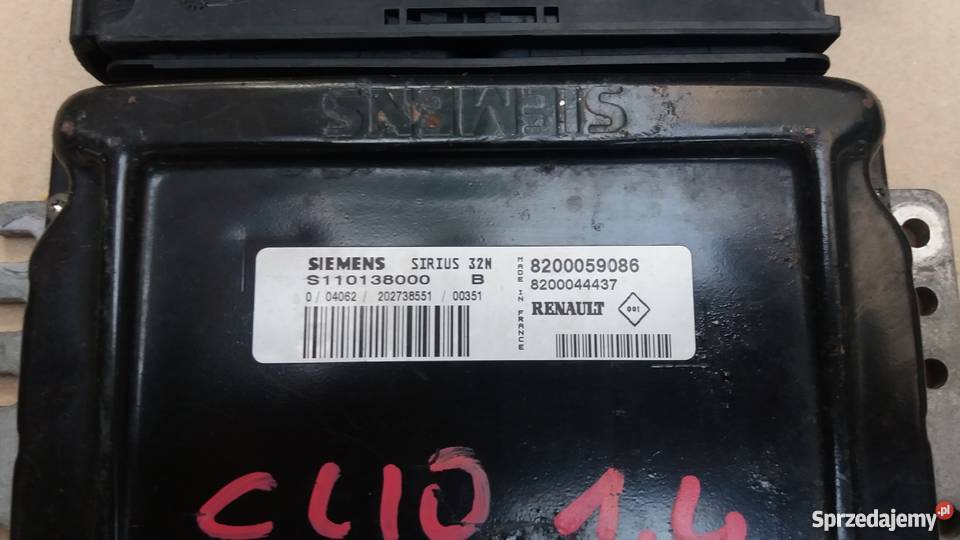 SIEMENS
SIEMENS SIRIUS 32N
S110138000 B
0 / 04062 / 202738551 / 00351
MADE IN FRANCE
8200059086
8200044437
RENAULT 001
CLIO 1.4
Sprzedajemy.pl